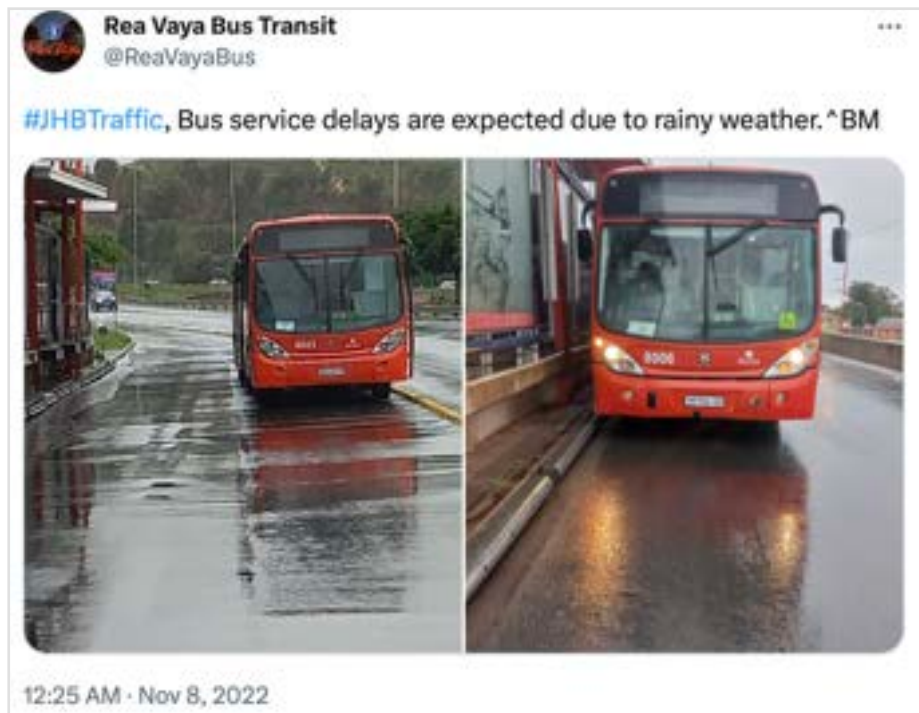 Rea Vaya Bus Transit
@ReaVayaBus
#JHBTraffic, Bus service delays are expected due to rainy weather.^BM
12:25 AM · Nov 8, 2022